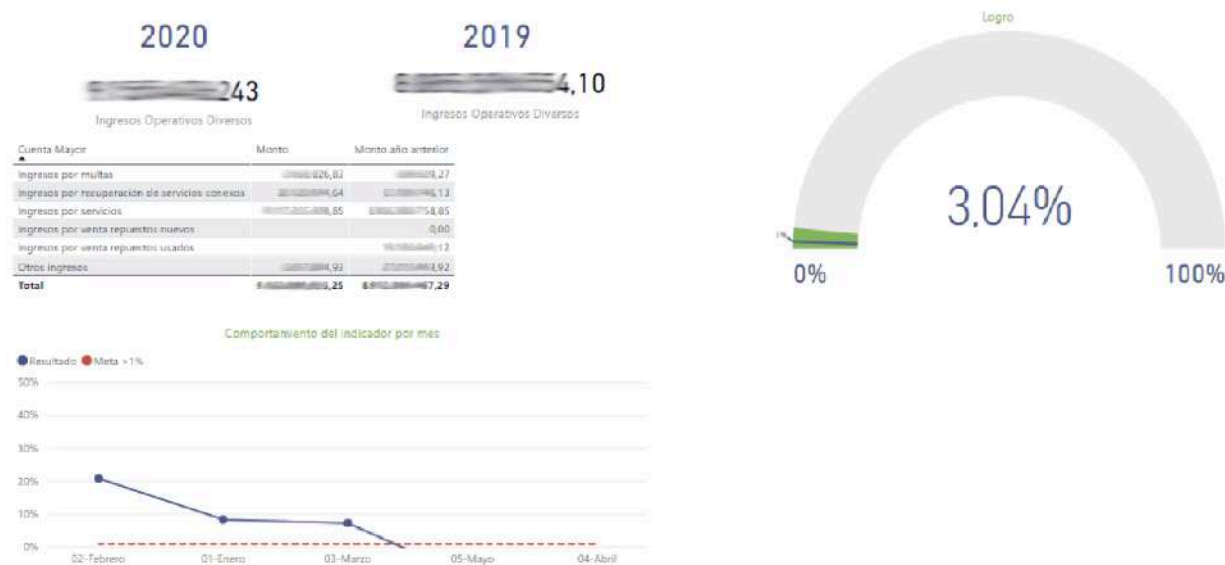 2020
2019
Logro
243
4,10
Ingresos Operativos Diversos
Ingresos Operativos Diversos
Cuenta Mayor Monto Monto año anterior
Ingresos por multas 826,83 9,27
Ingresos por recuperación de servicios conexos ,64 ,13
Ingresos por servicios ,85 58,85
Ingresos por venta repuestos nuevos 0,00
Ingresos por venta repuestos usados ,12
Otros ingresos ,93 3,92
Total ,25 67,29
3,04%
1%
0%
100%
Comportamiento del indicador por mes
Resultado Meta >1%
50%
40%
30%
20%
10%
0%
02-Febrero 01-Enero 03-Marzo 05-Mayo 04-Abril